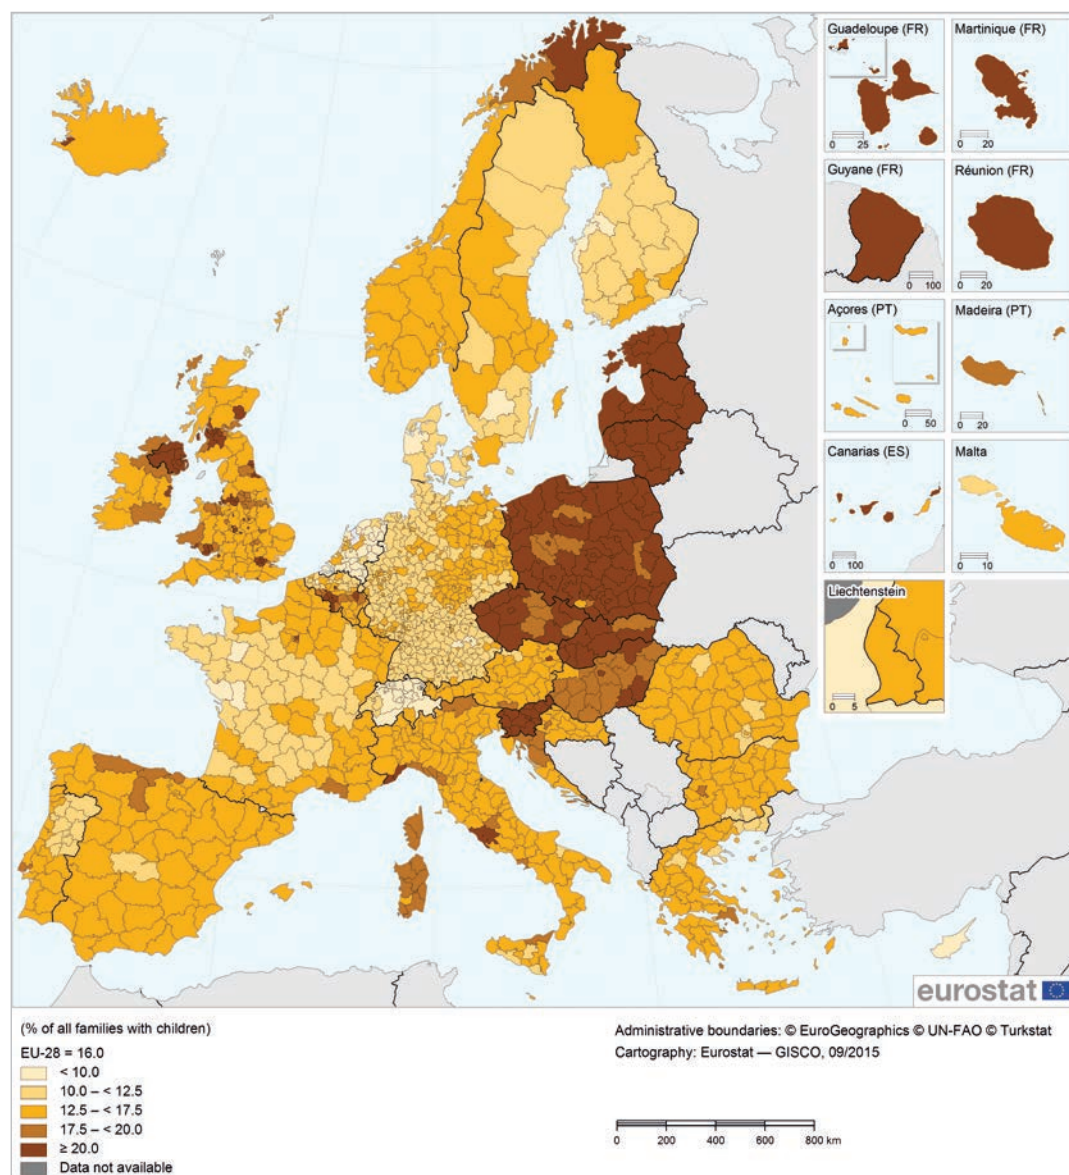 Guadeloupe (FR)
0 25
Martinique (FR)
0 20
Guyane (FR)
0 100
Réunion (FR)
0 20
Açores (PT)
0 50
Madeira (PT)
0 20
Canarias (ES)
0 100
Malta
0 10
Liechtenstein
0 5
eurostat
(% of all families with children)
EU-28 = 16.0
< 10.0
10.0 – < 12.5
12.5 – < 17.5
17.5 – < 20.0
≥ 20.0
Data not available
Administrative boundaries: © EuroGeographics © UN-FAO © Turkstat
Cartography: Eurostat — GISCO, 09/2015
0 200 400 600 800 km